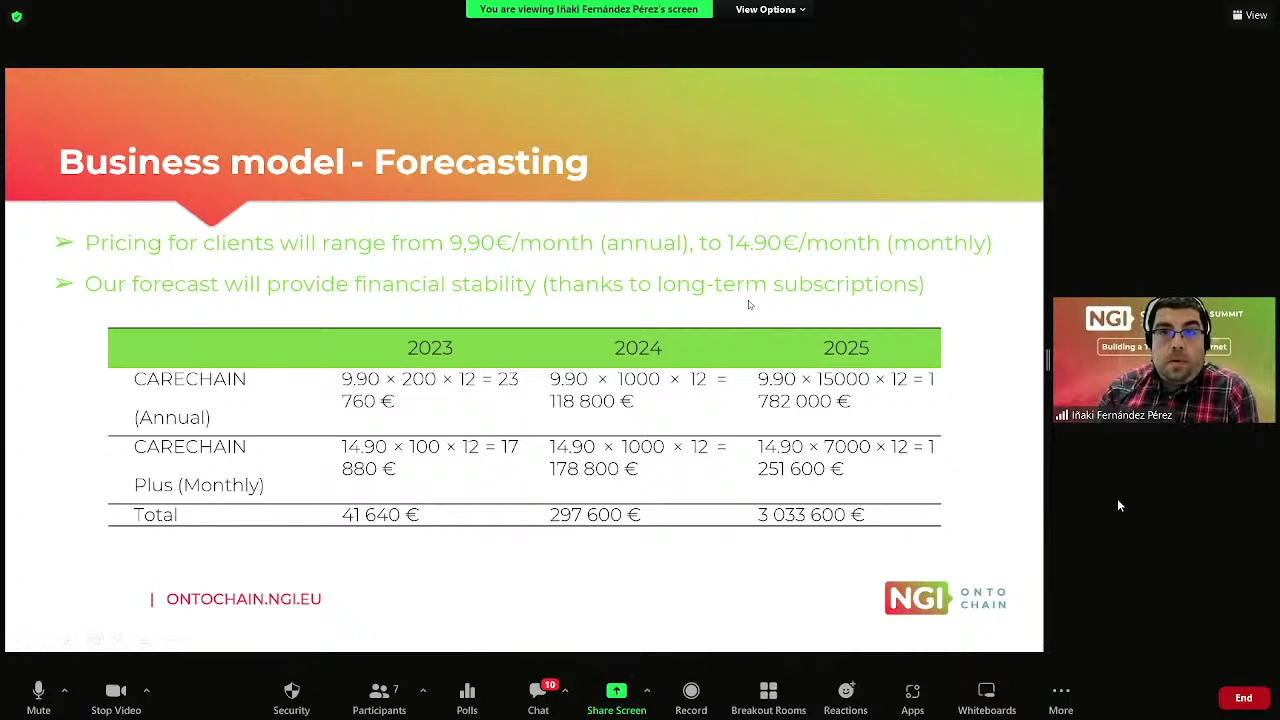 You are viewing Iñaki Fernández Pérez's screen
View Options
View
Business model - Forecasting
➢ Pricing for clients will range from 9,90€/month (annual), to 14.90€/month (monthly)
➢ Our forecast will provide financial stability (thanks to long-term subscriptions)
2023 2024 2025
CARECHAIN 9.90 × 200 × 12 = 23 9.90 × 1000 × 12 = 9.90 × 15000 × 12 = 1
760 € 118 800 € 782 000 €
(Annual)
CARECHAIN 14.90 × 100 × 12 = 17 14.90 × 1000 × 12 = 14.90 × 7000 × 12 = 1
880 € 178 800 € 251 600 €
Plus (Monthly)
Total 41 640 € 297 600 € 3 033 600 €
| ONTOCHAIN.NGI.EU
NGI ONTO
CHAIN
NGI SUMMIT
Building a
Iñaki Fernández Pérez
Mute
Stop Video
Security
Participants 7
Polls
Chat 10
Share Screen
Record
Breakout Rooms
Reactions
Apps
Whiteboards
More
End